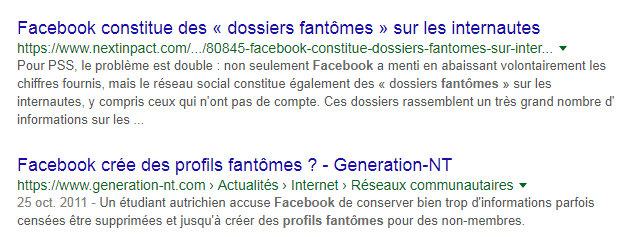 Facebook constitue des « dossiers fantômes » sur les internautes
https://www.nextinpact.com/.../80845-facebook-constitue-dossiers-fantomes-sur-inter...
Pour PSS, le problème est double : non seulement Facebook a menti en abaissant volontairement les
chiffres fournis, mais le réseau social constitue également des « dossiers fantômes » sur les
internautes, y compris ceux qui n'ont pas de compte. Ces dossiers rassemblent un très grand nombre d'
informations sur les ...
Facebook crée des profils fantômes ? - Generation-NT
https://www.generation-nt.com › Actualités › Internet › Réseaux communautaires
25 oct. 2011 - Un étudiant autrichien accuse Facebook de conserver bien trop d'informations parfois
censées être supprimées et jusqu'à créer des profils fantômes pour des non-membres.